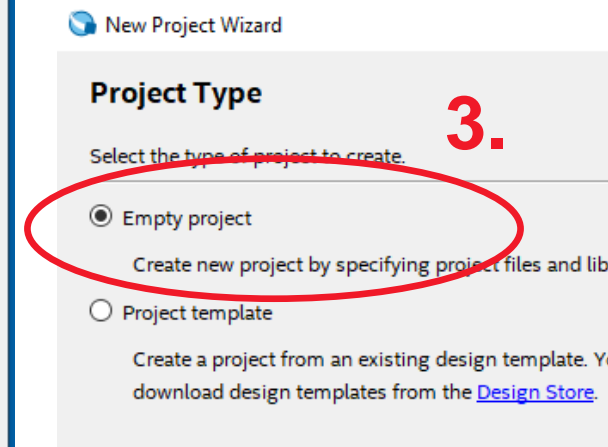 New Project Wizard
Project Type
3.
Select the type of project to create.
Empty project
Create new project by specifying project files and lib
Project template
Create a project from an existing design template. Yo
download design templates from the Design Store.